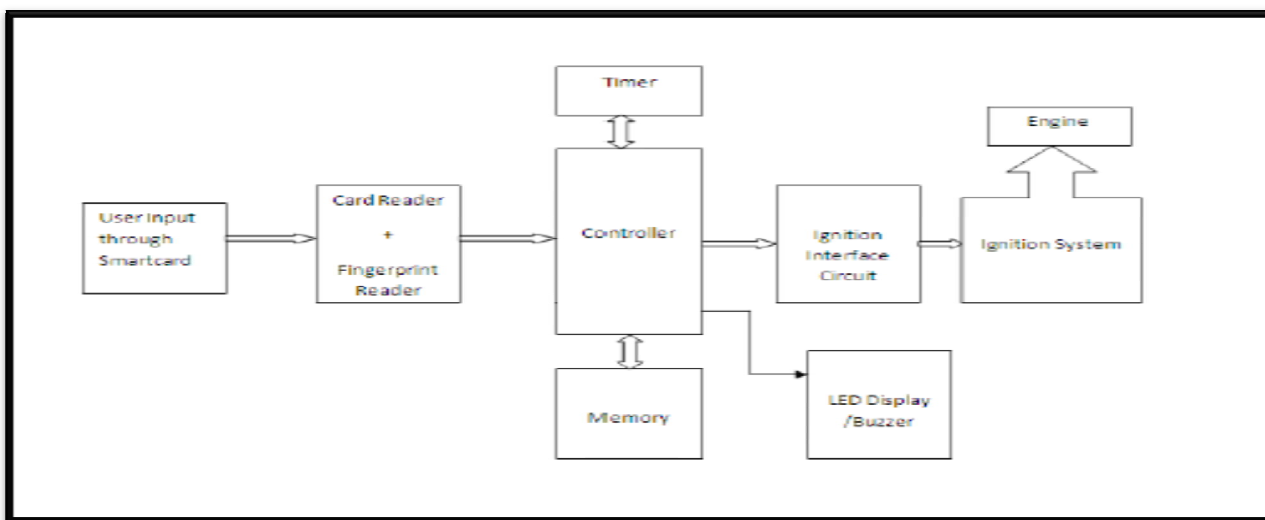 Timer
Engine
User Input
through
Smartcard
Card Reader
+
Fingerprint
Reader
Controller
Ignition
Interface
Circuit
Ignition System
Memory
LED Display
/Buzzer